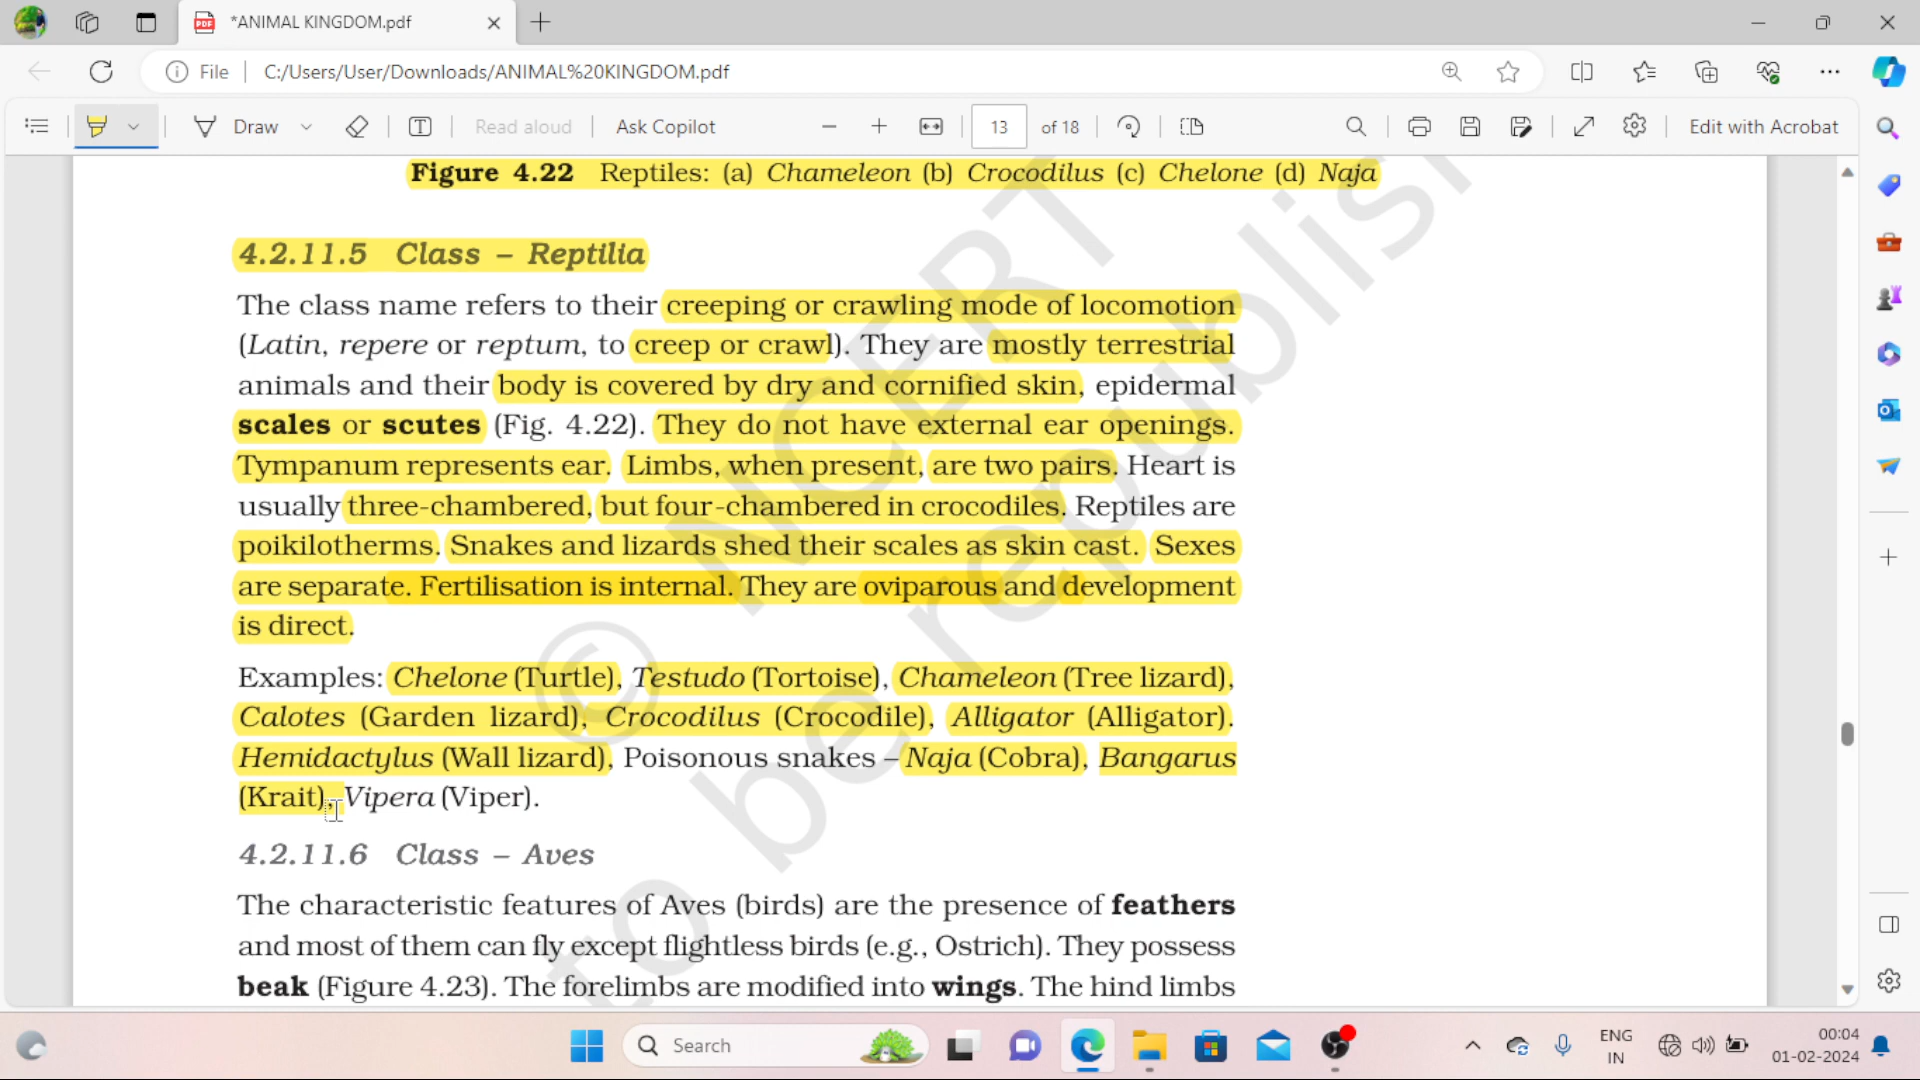 *ANIMAL KINGDOM.pdf
File C:/Users/User/Downloads/ANIMAL%20KINGDOM.pdf
Draw Read aloud Ask Copilot 13 of 18 Edit with Acrobat
Figure 4.22 Reptiles: (a) Chameleon (b) Crocodilus (c) Chelone (d) Naja
4.2.11.5 Class – Reptilia
The class name refers to their creeping or crawling mode of locomotion
(Latin, repere or reptum, to creep or crawl). They are mostly terrestrial
animals and their body is covered by dry and cornified skin, epidermal
scales or scutes (Fig. 4.22). They do not have external ear openings.
Tympanum represents ear. Limbs, when present, are two pairs. Heart is
usually three-chambered, but four-chambered in crocodiles. Reptiles are
poikilotherms. Snakes and lizards shed their scales as skin cast. Sexes
are separate. Fertilisation is internal. They are oviparous and development
is direct.
Examples: Chelone (Turtle), Testudo (Tortoise), Chameleon (Tree lizard),
Calotes (Garden lizard), Crocodilus (Crocodile), Alligator (Alligator).
Hemidactylus (Wall lizard), Poisonous snakes – Naja (Cobra), Bangarus
(Krait), Vipera (Viper).
4.2.11.6 Class – Aves
The characteristic features of Aves (birds) are the presence of feathers
and most of them can fly except flightless birds (e.g., Ostrich). They possess
beak (Figure 4.23). The forelimbs are modified into wings. The hind limbs
© NCERT
to be republish
Search
ENG
IN
00:04
01-02-2024